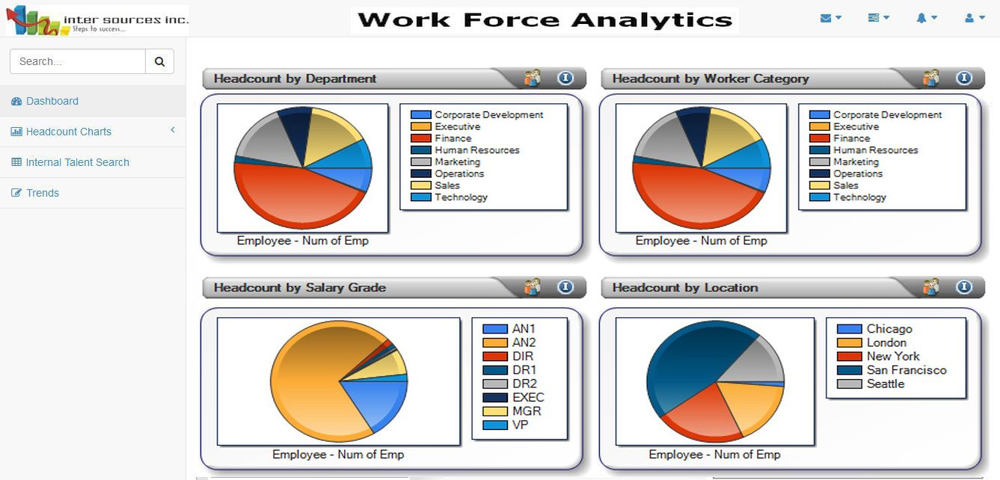 inter sources inc.
Steps to success...
Work Force Analytics
Search...
Dashboard
Headcount Charts
Internal Talent Search
Trends
Headcount by Department
Corporate Development
Executive
Finance
Human Resources
Marketing
Operations
Sales
Technology
Employee - Num of Emp
Headcount by Worker Category
Corporate Development
Executive
Finance
Human Resources
Marketing
Operations
Sales
Technology
Employee - Num of Emp
Headcount by Salary Grade
AN1
AN2
DIR
DR1
DR2
EXEC
MGR
VP
Employee - Num of Emp
Headcount by Location
Chicago
London
New York
San Francisco
Seattle
Employee - Num of Emp